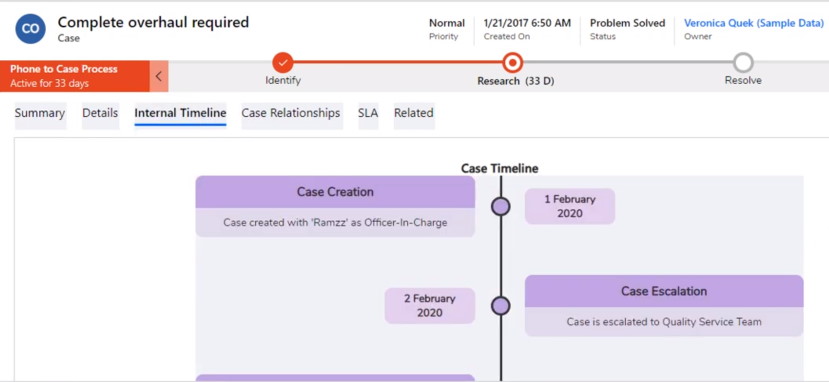 CO
Complete overhaul required
Case
Normal
Priority
1/21/2017 6:50 AM
Created On
Problem Solved
Status
Veronica Quek (Sample Data)
Owner
Phone to Case Process
Active for 33 days
Identify
Research (33 D)
Resolve
Summary Details Internal Timeline Case Relationships SLA Related
Case Timeline
Case Creation
Case created with 'Ramzz' as Officer-In-Charge
1 February
2020
2 February
2020
Case Escalation
Case is escalated to Quality Service Team